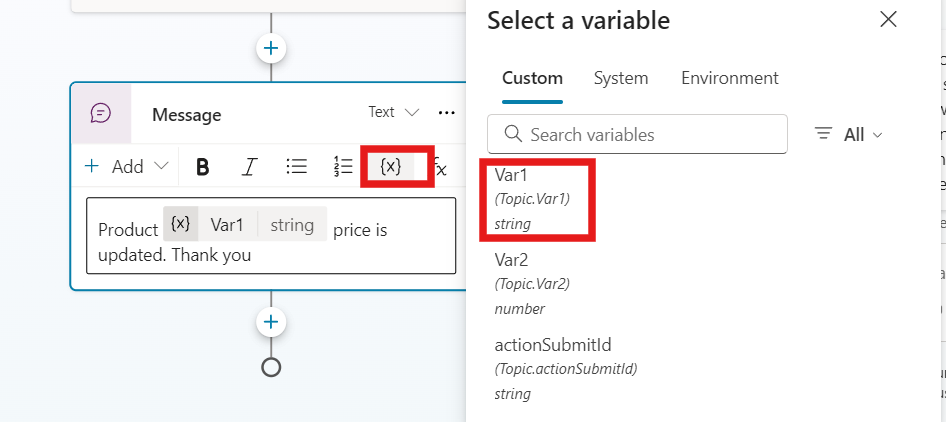 Select a variable
Custom System Environment
Search variables
All
Var1
(Topic.Var1)
string
Var2
(Topic.Var2)
number
actionSubmitId
(Topic.actionSubmitId)
string
Message
Text
+ Add B I {x} fx
Product {x} Var1 string price is
updated. Thank you